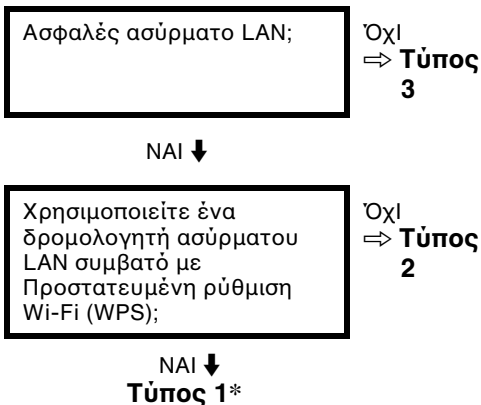 Ασφαλές ασύρματο LAN;
ΌχΙ
⇨ Τύπος
3
ΝΑΙ ⬇
Χρησιμοποιείτε ένα
δρομολογητή ασύρματου
LAN συμβατό με
Προστατευμένη ρύθμιση
Wi-Fi (WPS);
ΌχΙ
⇨ Τύπος
2
ΝΑΙ ⬇
Τύπος 1*